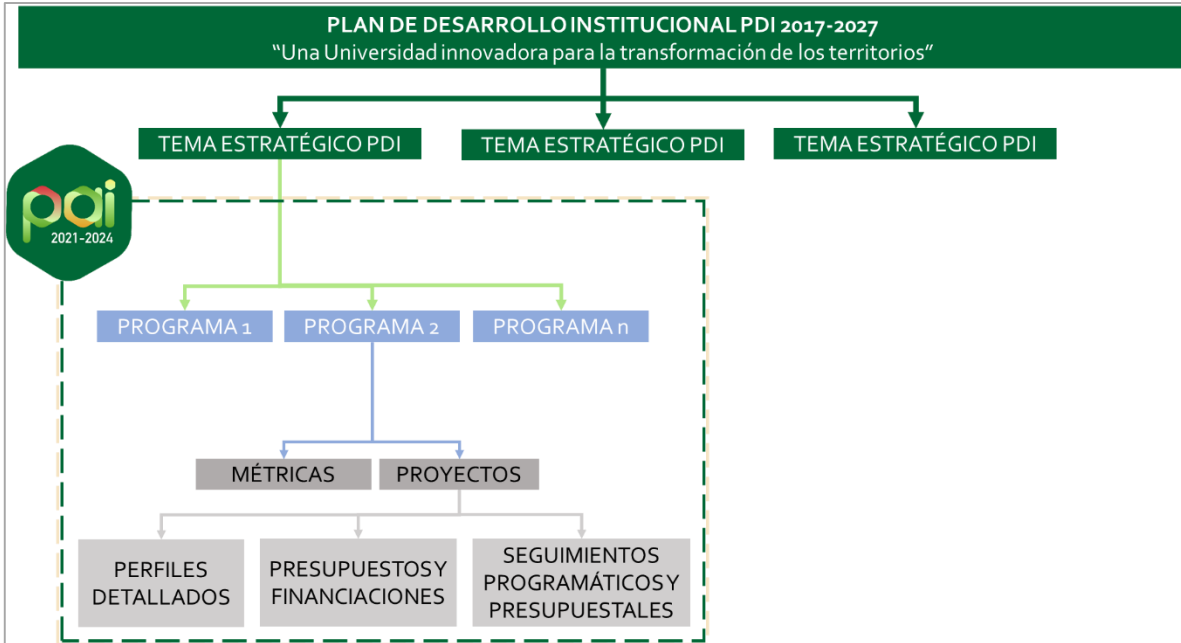 PLAN DE DESARROLLO INSTITUCIONAL PDI 2017-2027
“Una Universidad innovadora para la transformación de los territorios”
TEMA ESTRATÉGICO PDI
TEMA ESTRATÉGICO PDI
TEMA ESTRATÉGICO PDI
pai
2021-2024
PROGRAMA 1
PROGRAMA 2
PROGRAMA n
MÉTRICAS
PROYECTOS
PERFILES
DETALLADOS
PRESUPUESTOS Y
FINANCIACIONES
SEGUIMIENTOS
PROGRAMÁTICOS Y
PRESUPUESTALES